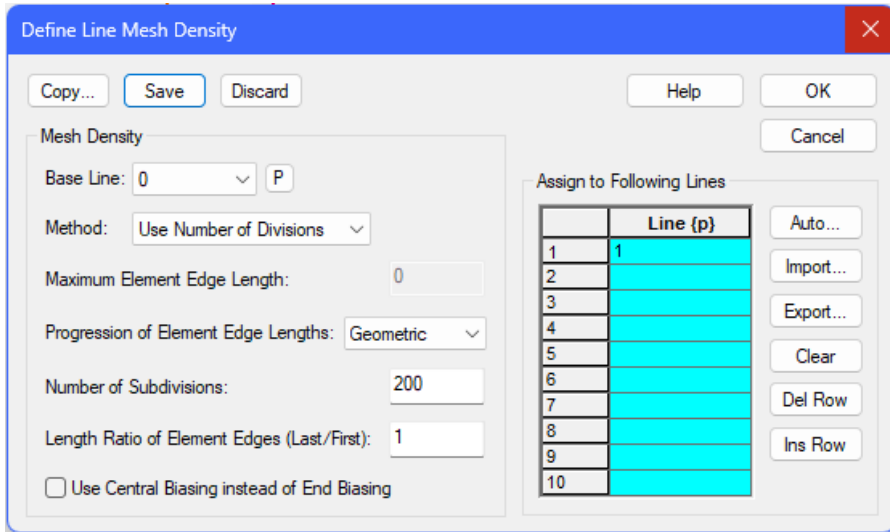 Define Line Mesh Density
Copy... Save Discard Help OK
Cancel
Mesh Density
Base Line: 0 P
Method: Use Number of Divisions
Maximum Element Edge Length: 0
Progression of Element Edge Lengths: Geometric
Number of Subdivisions: 200
Length Ratio of Element Edges (Last/First): 1
Use Central Biasing instead of End Biasing
Assign to Following Lines
Line {p}
1 1
2
3
4
5
6
7
8
9
10
Auto...
Import...
Export...
Clear
Del Row
Ins Row